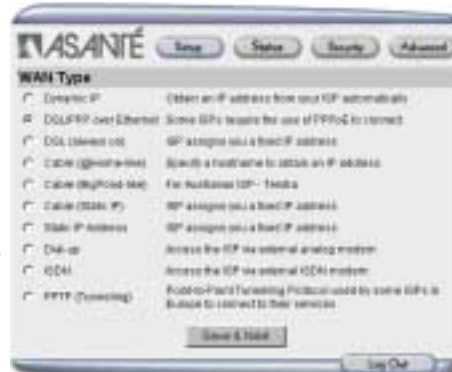 ASANTÉ Setup Status Security Advanced
WAN Type
Dynamic IP Obtain an IP address from your ISP automatically
DSL/PPP over Ethernet Some ISPs require the use of PPPoE to connect
DSL (always on) ISP assigns you a fixed IP address
Cable (@Home-like) Specify a hostname to obtain an IP address
Cable (BigPond-like) For Australian ISP - Telstra
Cable (Static IP) ISP assigns you a fixed IP address
Static IP Address ISP assigns you a fixed IP address
Dial-up Access the ISP via external analog modem
ISDN Access the ISP via external ISDN modem
PPTP (Tunneling) Point-to-Point Tunneling Protocol used by some ISPs in
Europe to connect to their services
Save & Next
Log Out